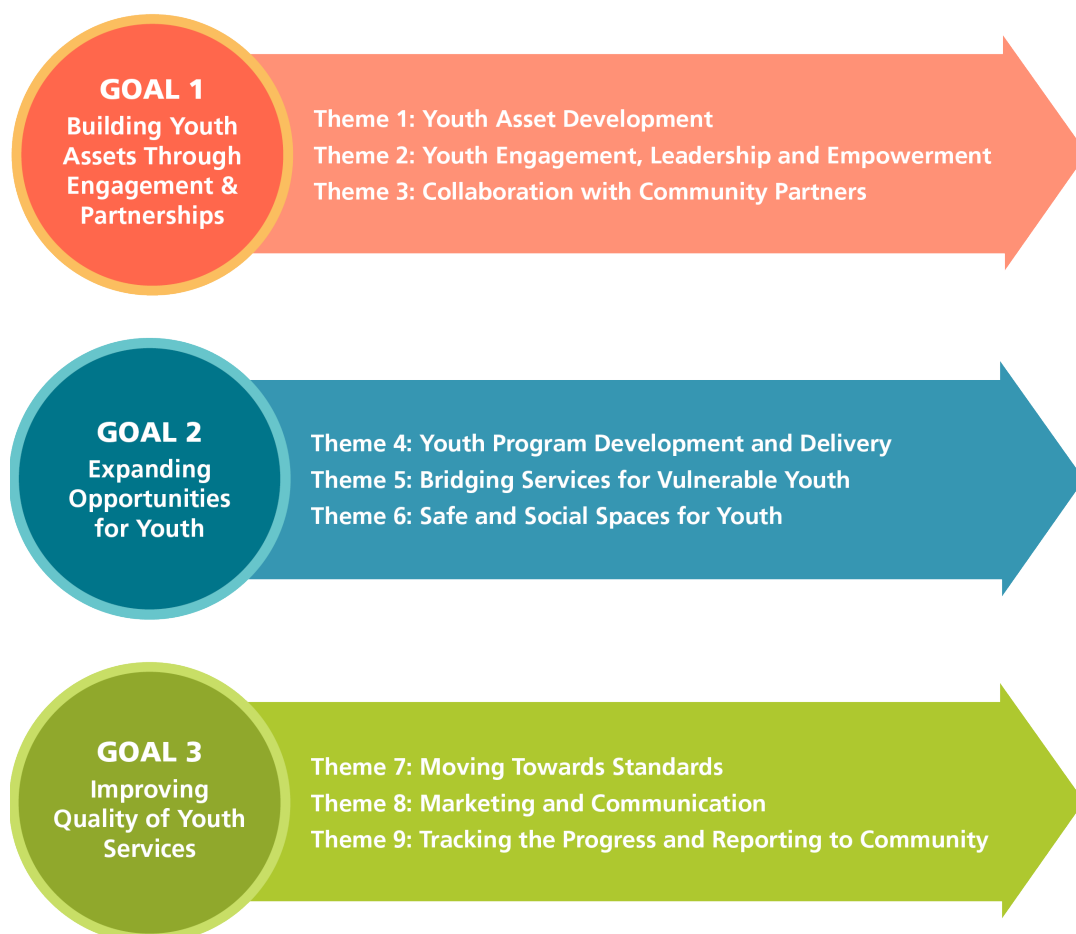 GOAL 1
Building Youth
Assets Through
Engagement &
Partnerships
Theme 1: Youth Asset Development
Theme 2: Youth Engagement, Leadership and Empowerment
Theme 3: Collaboration with Community Partners
GOAL 2
Expanding
Opportunities
for Youth
Theme 4: Youth Program Development and Delivery
Theme 5: Bridging Services for Vulnerable Youth
Theme 6: Safe and Social Spaces for Youth
GOAL 3
Improving
Quality of Youth
Services
Theme 7: Moving Towards Standards
Theme 8: Marketing and Communication
Theme 9: Tracking the Progress and Reporting to Community